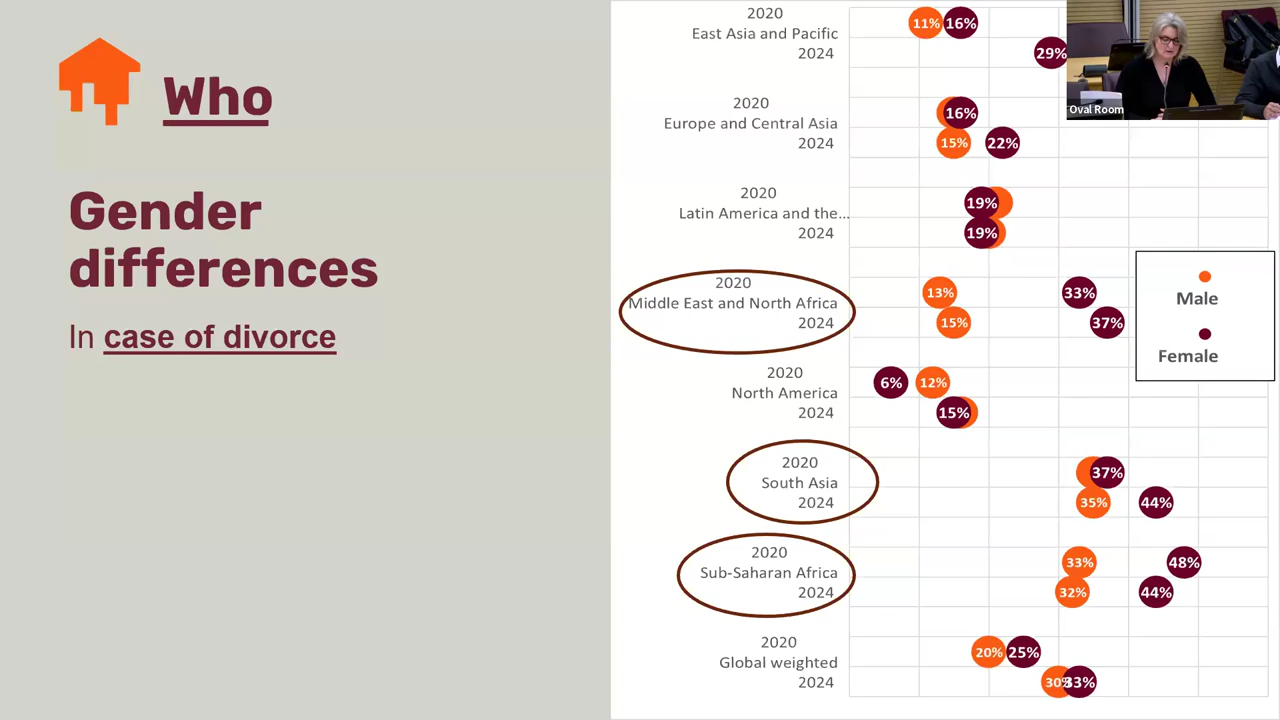 Who
Gender
differences
In case of divorce
2020
East Asia and Pacific
2024
11% 16%
29%
Oval Room
2020
Europe and Central Asia
2024
16%
15% 22%
2020
Latin America and the...
2024
19%
19%
2020
Middle East and North Africa
2024
13% 33%
15% 37%
Male
Female
2020
North America
2024
6% 12%
15%
2020
South Asia
2024
37%
35% 44%
2020
Sub-Saharan Africa
2024
33% 48%
32% 44%
2020
Global weighted
2024
20% 25%
30% 33%